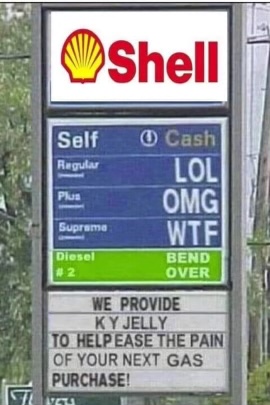 Shell
Self Cash
Regular LOL
Plus OMG
Supreme WTF
Diesel BEND
# 2 OVER
WE PROVIDE
K Y JELLY
TO HELP EASE THE PAIN
OF YOUR NEXT GAS
PURCHASE!